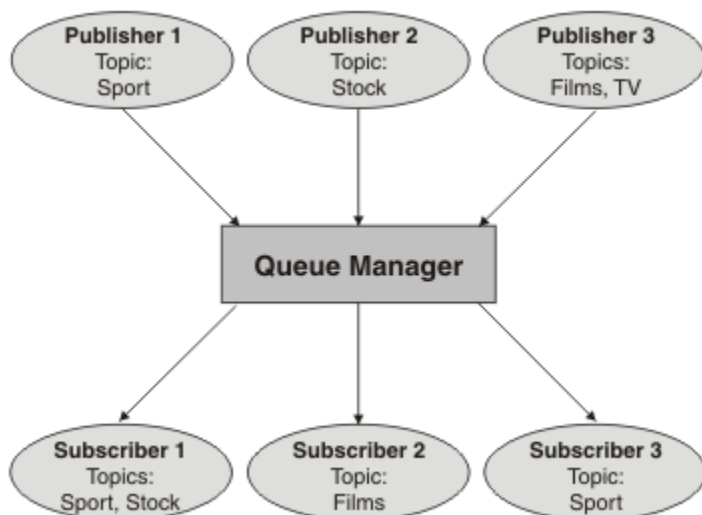 Publisher 1
Topic:
Sport
Publisher 2
Topic:
Stock
Publisher 3
Topics:
Films, TV
Queue Manager
Subscriber 1
Topics:
Sport, Stock
Subscriber 2
Topic:
Films
Subscriber 3
Topic:
Sport